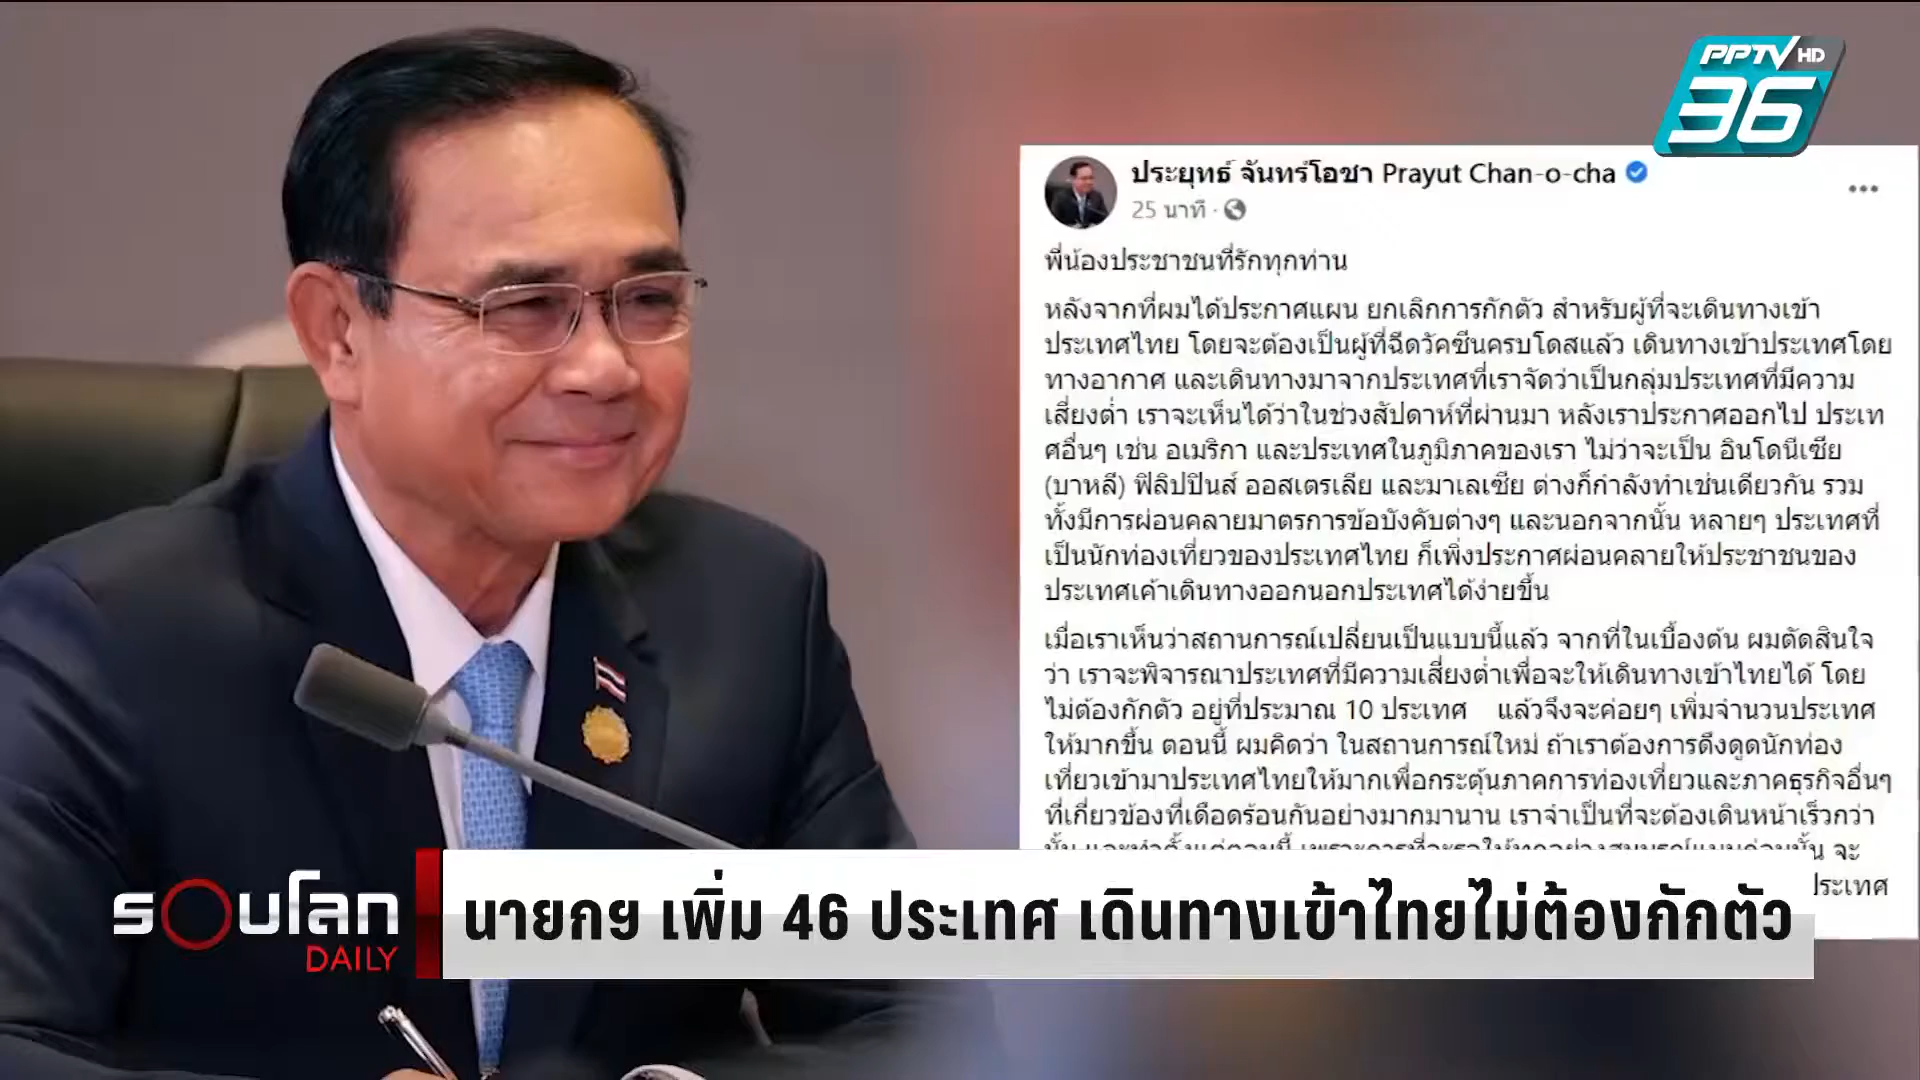 PPTV HD
36
ประยุทธ์ จันทร์โอชา Prayut Chan-o-cha
25 นาที ·
พี่น้องประชาชนที่รักทุกท่าน
หลังจากที่ผมได้ประกาศแผน ยกเลิกการกักตัว สำหรับผู้ที่จะเดินทางเข้า
ประเทศไทย โดยจะต้องเป็นผู้ที่ฉีดวัคซีนครบโดสแล้ว เดินทางเข้าประเทศโดย
ทางอากาศ และเดินทางมาจากประเทศที่เราจัดว่าเป็นกลุ่มประเทศที่มีความ
เสี่ยงต่ำ เราจะเห็นได้ว่าในช่วงสัปดาห์ที่ผ่านมา หลังเราประกาศออกไป ประเท
ศอื่นๆ เช่น อเมริกา และประเทศในภูมิภาคของเรา ไม่ว่าจะเป็น อินโดนีเซีย
(บาหลี) ฟิลิปปินส์ ออสเตรเลีย และมาเลเซีย ต่างก็กำลังทำเช่นเดียวกัน รวม
ทั้งมีการผ่อนคลายมาตรการข้อบังคับต่างๆ และนอกจากนั้น หลายๆ ประเทศที่
เป็นนักท่องเที่ยวของประเทศไทย ก็เพิ่งประกาศผ่อนคลายให้ประชาชนของ
ประเทศเค้าเดินทางออกนอกประเทศได้ง่ายขึ้น
เมื่อเราเห็นว่าสถานการณ์เปลี่ยนเป็นแบบนี้แล้ว จากที่ในเบื้องต้น ผมตัดสินใจ
ว่า เราจะพิจารณาประเทศที่มีความเสี่ยงต่ำเพื่อจะให้เดินทางเข้าไทยได้ โดย
ไม่ต้องกักตัว อยู่ที่ประมาณ 10 ประเทศ แล้วจึงจะค่อยๆ เพิ่มจำนวนประเทศ
ให้มากขึ้น ตอนนี้ ผมคิดว่า ในสถานการณ์ใหม่ ถ้าเราต้องการดึงดูดนักท่อง
เที่ยวเข้ามาประเทศไทยให้มากเพื่อกระตุ้นภาคการท่องเที่ยวและภาคธุรกิจอื่นๆ
ที่เกี่ยวข้องที่เดือดร้อนกันอย่างมากมานาน เราจำเป็นที่จะต้องเดินหน้าเร็วกว่า
จะ
ประเทศ
รอบโลก
DAILY
นายกฯ เพิ่ม 46 ประเทศ เดินทางเข้าไทยไม่ต้องกักตัว